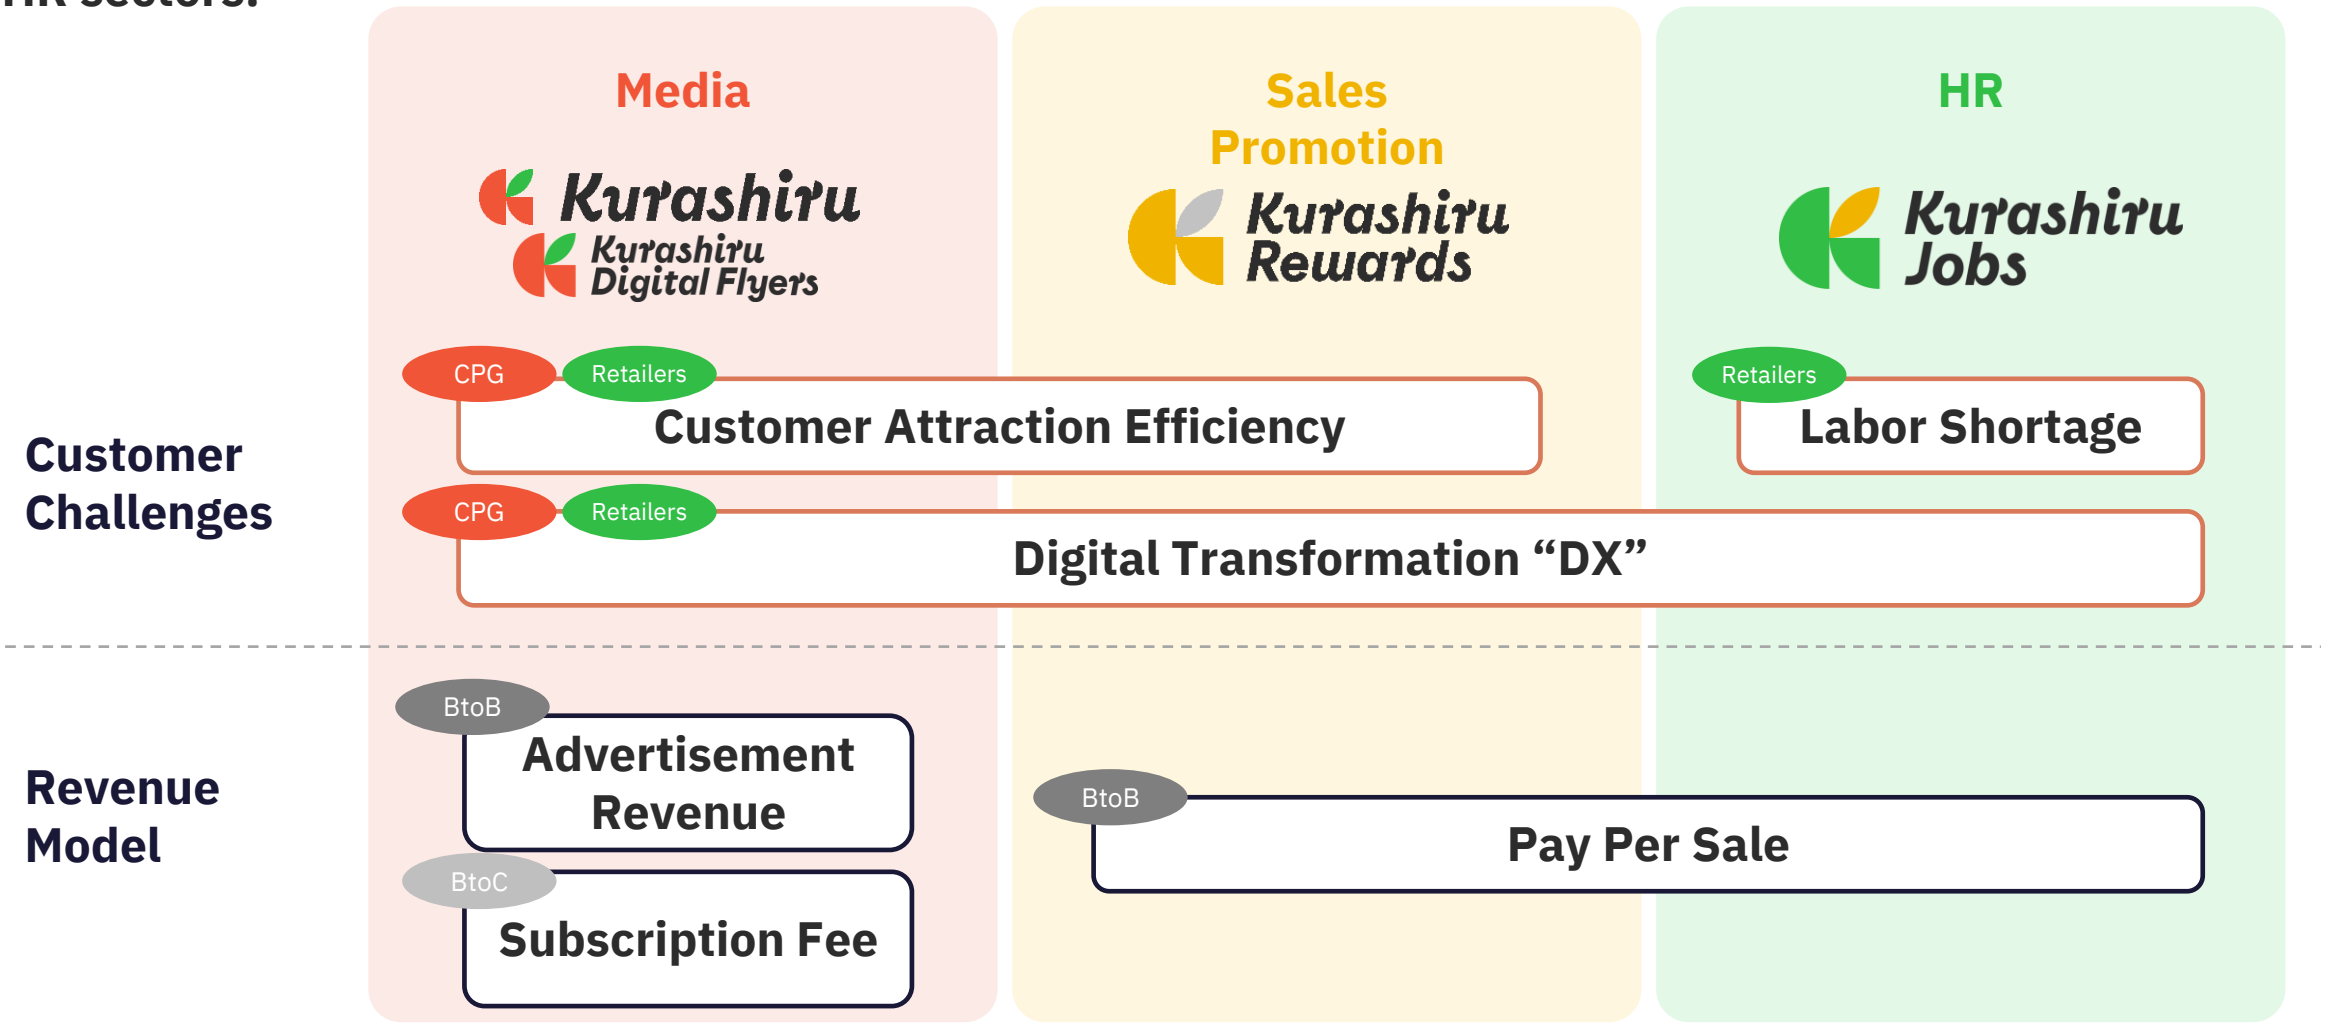 HR sectors.
Media
Sales
Promotion
HR
Kurashiru
Kurashiru
Digital Flyers
Kurashiru
Rewards
Kurashiru
Jobs
Customer
Challenges
CPG
Retailers
Customer Attraction Efficiency
Retailers
Labor Shortage
CPG
Retailers
Digital Transformation “DX”
Revenue
Model
BtoB
Advertisement
Revenue
BtoC
Subscription Fee
BtoB
Pay Per Sale